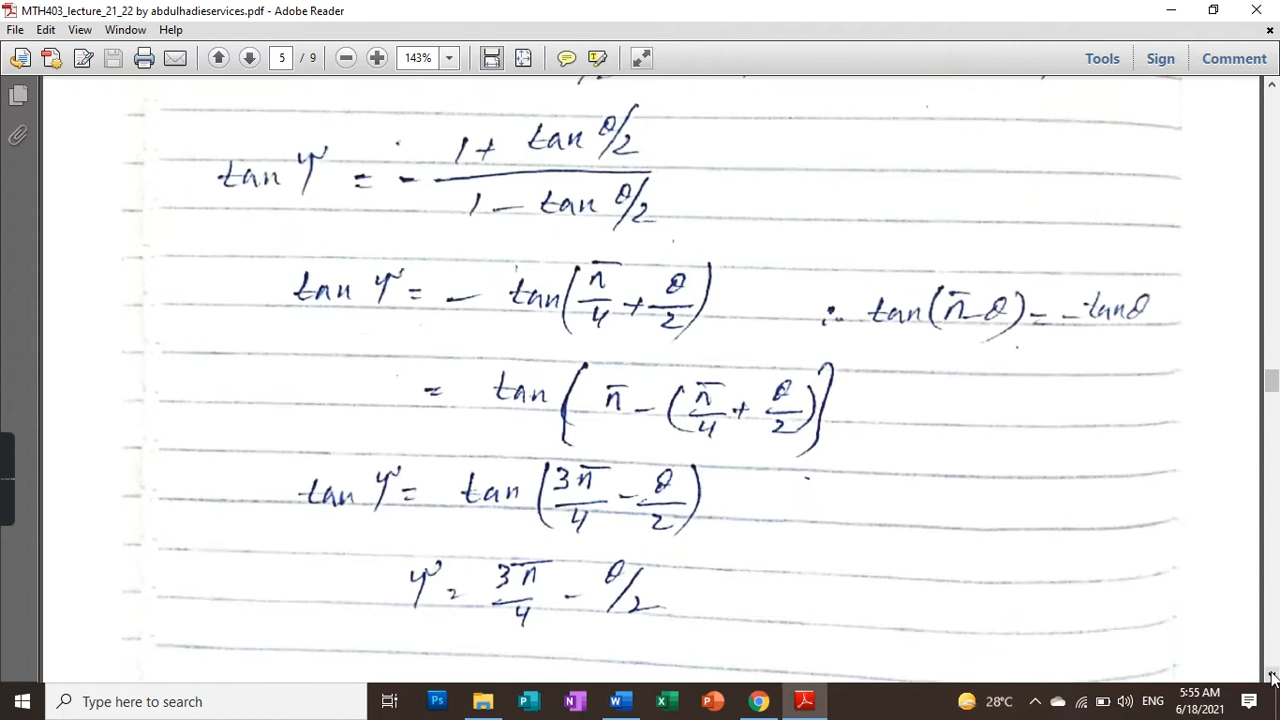 MTH403_lecture_21_22 by abdulhadieservices.pdf - Adobe Reader
File Edit View Window Help
5 / 9 143% Tools Sign Comment
tan ψ = - (1 + tan θ/2) / (1 - tan θ/2)
tan ψ = - tan(π/4 + θ/2) ∴ tan(π-θ) = -tanθ
= tan(π - (π/4 + θ/2))
tan ψ = tan(3π/4 - θ/2)
ψ = 3π/4 - θ/2
here to search
Ps P W N X P
28°C ENG 5:55 AM
6/18/2021